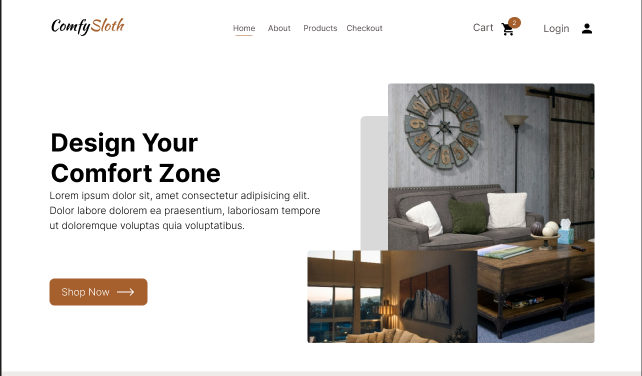 ComfySloth
Home About Products Checkout
Cart 2 Login
Design Your
Comfort Zone
Lorem ipsum dolor sit, amet consectetur adipisicing elit.
Dolor labore dolorem ea praesentium, laboriosam tempore
ut doloremque voluptas quia voluptatibus.
Shop Now